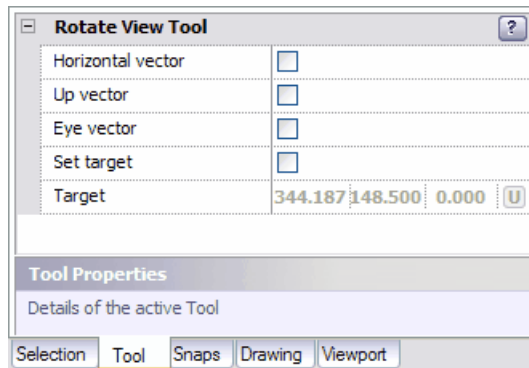 Rotate View Tool ?
Horizontal vector
Up vector
Eye vector
Set target
Target 344.187 148.500 0.000 U
Tool Properties
Details of the active Tool
Selection Tool Snaps Drawing Viewport